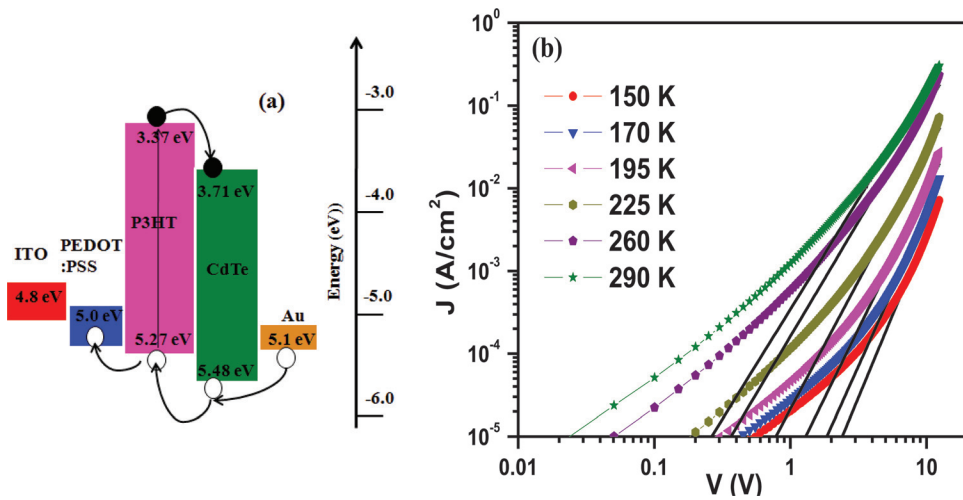 (a)
-3.0
3.37 eV
3.71 eV
-4.0
P3HT
ITO
PEDOT
:PSS
CdTe
Energy (eV))
4.8 eV
5.0 eV
-5.0
Au
5.27 eV
5.1 eV
5.48 eV
-6.0
(b)
10⁰
10⁻¹
10⁻²
10⁻³
10⁻⁴
10⁻⁵
J (A/cm²)
150 K
170 K
195 K
225 K
260 K
290 K
0.01
0.1
1
10
V (V)